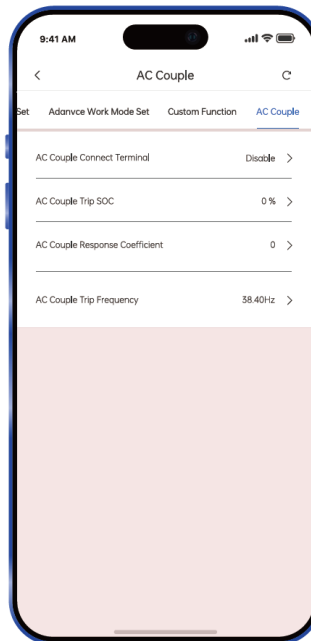 9:41 AM
AC Couple
Set Adanvce Work Mode Set Custom Function AC Couple
AC Couple Connect Terminal Disable
AC Couple Trip SOC 0 %
AC Couple Response Coefficient 0
AC Couple Trip Frequency 38.40Hz